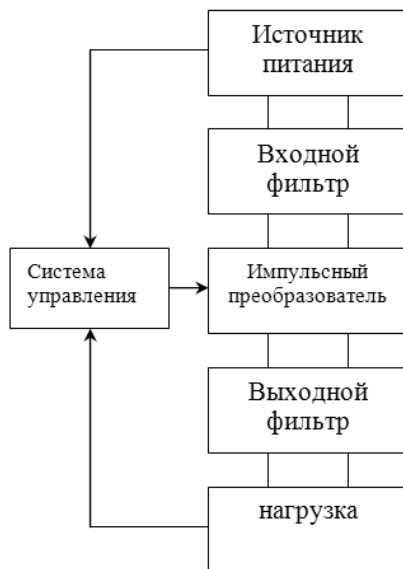 Источник
питания
Входной
фильтр
Система
управления
Импульсный
преобразователь
Выходной
фильтр
нагрузка